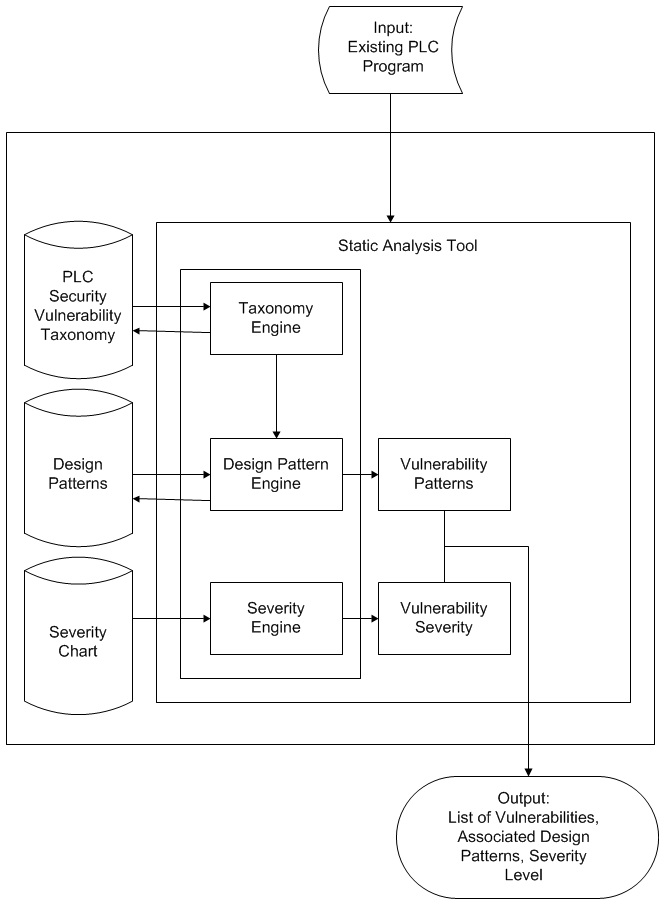 Input:
Existing PLC
Program
Static Analysis Tool
PLC
Security
Vulnerability
Taxonomy
Taxonomy
Engine
Design
Patterns
Design Pattern
Engine
Vulnerability
Patterns
Severity
Chart
Severity
Engine
Vulnerability
Severity
Output:
List of Vulnerabilities,
Associated Design
Patterns, Severity
Level